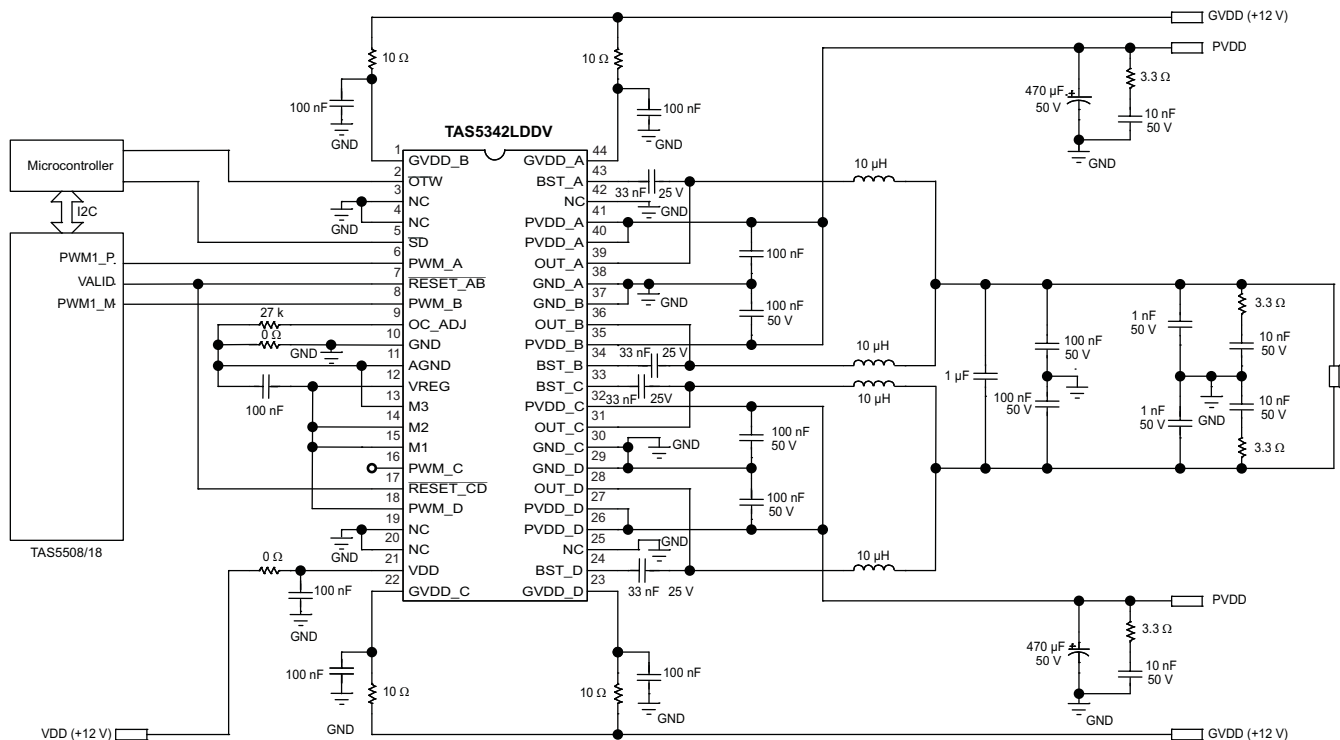 GVDD (+12 V)
PVDD
10 Ω
10 Ω
3.3 Ω
470 µF
50 V
10 nF
50 V
GND
100 nF
GND
100 nF
GND
TAS5342LDDV
Microcontroller
I2C
PWM1_P
VALID
PWM1_M
TAS5508/18
1
GVDD_B
2
OTW
3
NC
4
NC
5
SD
6
PWM_A
7
RESET_AB
8
PWM_B
9
OC_ADJ
10
GND
11
AGND
12
VREG
13
M3
14
M2
15
M1
16
PWM_C
17
RESET_CD
18
PWM_D
19
NC
20
NC
21
VDD
22
GVDD_C
44
GVDD_A
43
BST_A
42
NC
41
PVDD_A
40
PVDD_A
39
OUT_A
38
GND_A
37
GND_B
36
OUT_B
35
PVDD_B
34
BST_B
33
BST_C
32
PVDD_C
31
OUT_C
30
GND_C
29
GND_D
28
OUT_D
27
PVDD_D
26
PVDD_D
25
NC
24
BST_D
23
GVDD_D
GND
27 k
0 Ω
GND
100 nF
GND
0 Ω
100 nF
GND
33 nF 25 V
GND
10 µH
100 nF
GND
100 nF
50 V
33 nF 25 V
10 µH
33 nF 25V
10 µH
100 nF
50 V
GND
100 nF
50 V
GND
33 nF 25 V
10 µH
1 µF
100 nF
50 V
100 nF
50 V
1 nF
50 V
1 nF
50 V
GND
3.3 Ω
10 nF
50 V
10 nF
50 V
3.3 Ω
PVDD
3.3 Ω
470 µF
50 V
10 nF
50 V
GND
100 nF
10 Ω
GND
100 nF
10 Ω
GND
VDD (+12 V)
GVDD (+12 V)